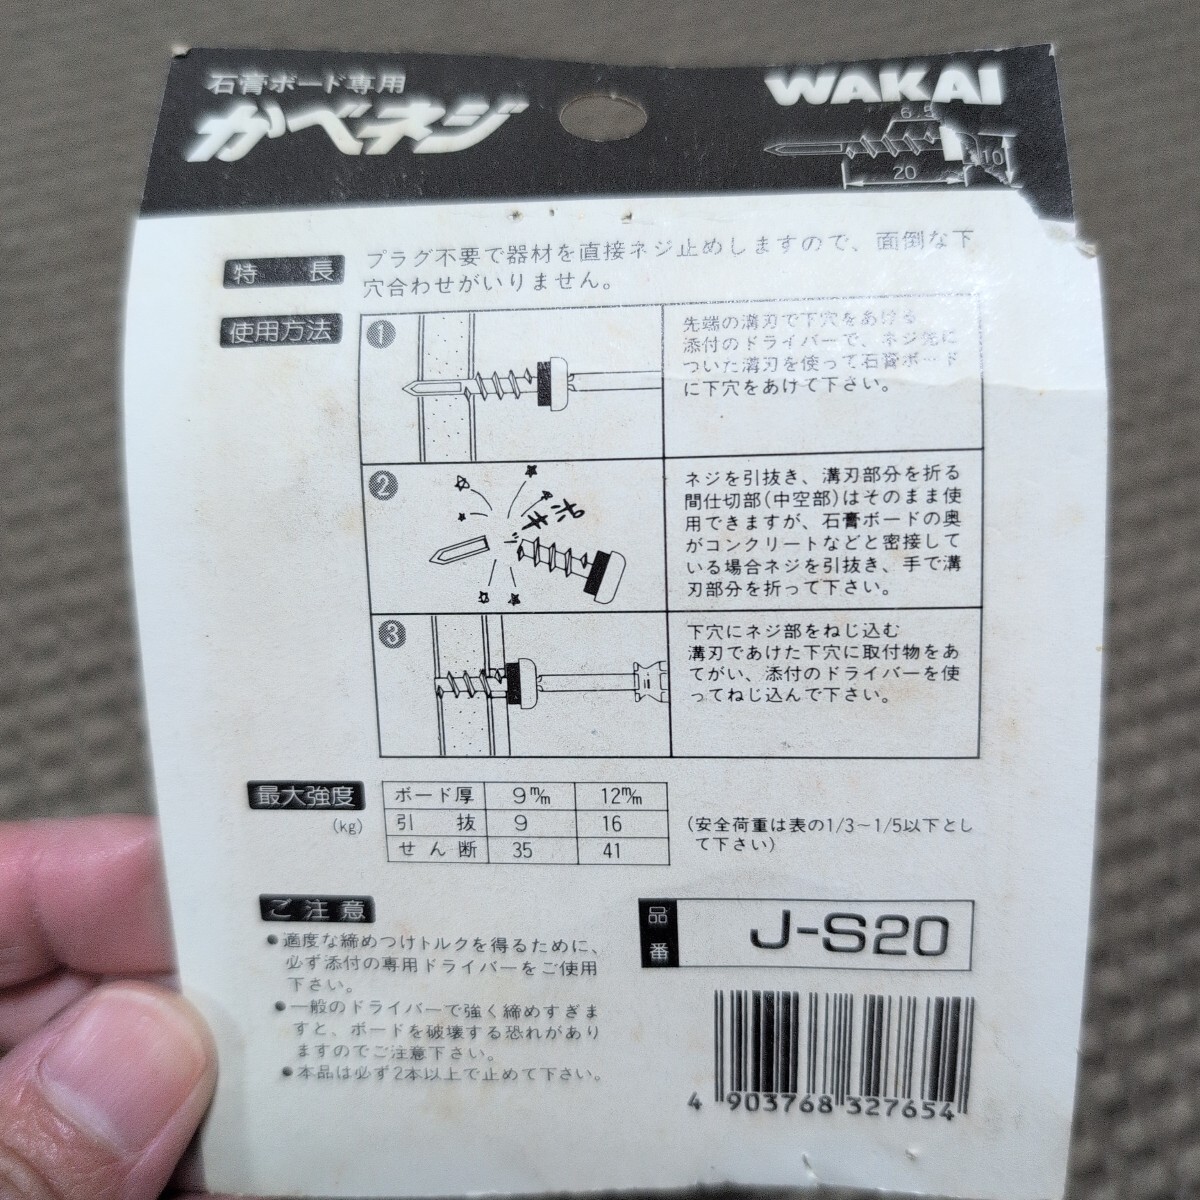 石膏ボード専用
かべネジ
WAKAI
6.5
20
10
特長
プラグ不要で器材を直接ネジ止めしますので、面倒な下
穴合わせがいりません。
使用方法
1
先端の溝刃で下穴をあける
添付のドライバーで、ネジ先に
ついた溝刃を使って石膏ボード
に下穴をあけて下さい。
2
ポキッ
ネジを引抜き、溝刃部分を折る
間仕切部(中空部)はそのまま使
用できますが、石膏ボードの奥
がコンクリートなどと密接して
いる場合ネジを引抜き、手で溝
刃部分を折って下さい。
3
下穴にネジ部をねじ込む
溝刃であけた下穴に取付物をあ
てがい、添付のドライバーを使
ってねじ込んで下さい。
最大強度
(kg)
ボード厚 9m/m 12m/m
引抜 9 16
せん断 35 41
(安全荷重は表の1/3~1/5以下とし
て下さい)
ご注意
●適度な締めつけトルクを得るために、
必ず添付の専用ドライバーをご使用
下さい。
●一般のドライバーで強く締めすぎま
すと、ボードを破壊する恐れがあり
ますのでご注意下さい。
●本品は必ず2本以上で止めて下さい。
品番
J-S20
4 903768 327654